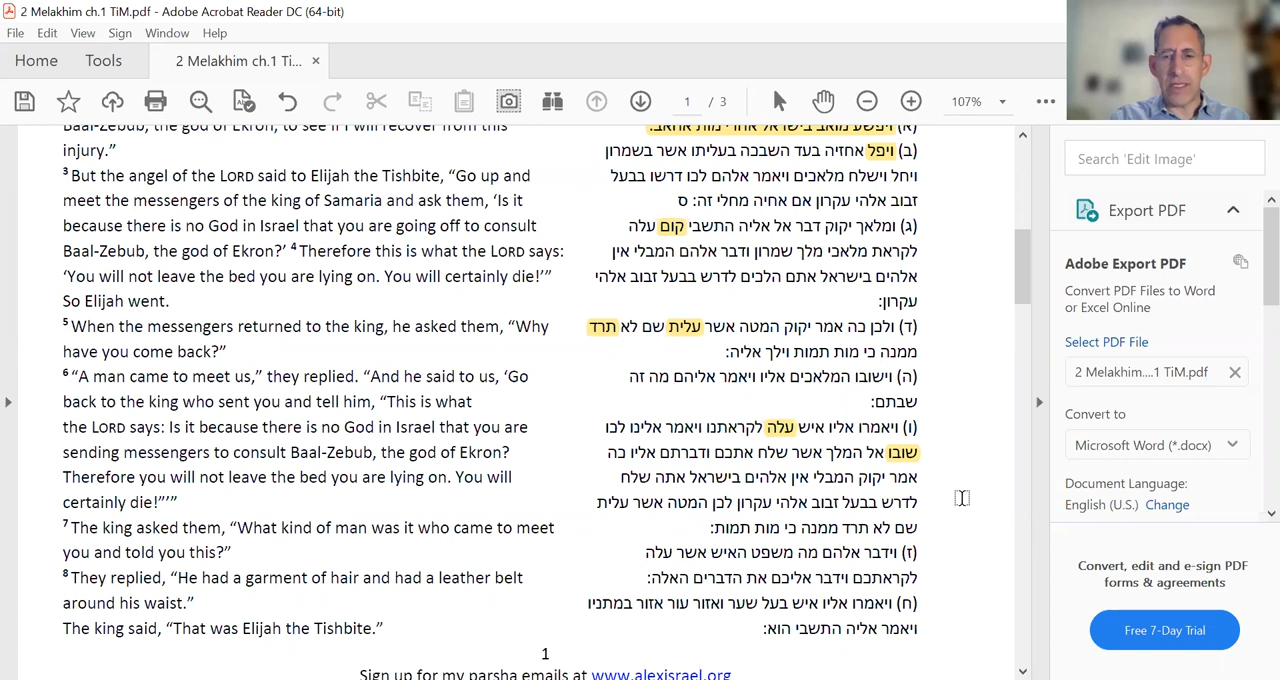 2 Melakhim ch.1 TiM.pdf - Adobe Acrobat Reader DC (64-bit)
File Edit View Sign Window Help
Home Tools 2 Melakhim ch.1 Ti... ×
1 / 3 107%
Baal-Zebub, the god of Ekron, to see if I will recover from this
injury.”
3 But the angel of the LORD said to Elijah the Tishbite, “Go up and
meet the messengers of the king of Samaria and ask them, ‘Is it
because there is no God in Israel that you are going off to consult
Baal-Zebub, the god of Ekron?’ 4 Therefore this is what the LORD says:
‘You will not leave the bed you are lying on. You will certainly die!’”
So Elijah went.
5 When the messengers returned to the king, he asked them, “Why
have you come back?”
6 “A man came to meet us,” they replied. “And he said to us, ‘Go
back to the king who sent you and tell him, “This is what
the LORD says: Is it because there is no God in Israel that you are
sending messengers to consult Baal-Zebub, the god of Ekron?
Therefore you will not leave the bed you are lying on. You will
certainly die!”’”
7 The king asked them, “What kind of man was it who came to meet
you and told you this?”
8 They replied, “He had a garment of hair and had a leather belt
around his waist.”
The king said, “That was Elijah the Tishbite.”
(א) ויפשע מואב בישראל אחרי מות אחאב:
(ב) ויפל אחזיה בעד השבכה בעליתו אשר בשמרון
ויחל וישלח מלאכים ויאמר אלהם לכו דרשו בבעל
זבוב אלהי עקרון אם אחיה מחלי זה: ס
(ג) ומלאך יקוק דבר אל אליה התשבי קום עלה
לקראת מלאכי מלך שמרון ודבר אלהם המבלי אין
אלהים בישראל אתם הלכים לדרש בבעל זבוב אלהי
עקרון:
(ד) ולכן כה אמר יקוק המטה אשר עלית שם לא תרד
ממנה כי מות תמות וילך אליה:
(ה) וישובו המלאכים אליו ויאמר אליהם מה זה
שבתם:
(ו) ויאמרו אליו איש עלה לקראתנו ויאמר אלינו לכו
שובו אל המלך אשר שלח אתכם ודברתם אליו כה
אמר יקוק המבלי אין אלהים בישראל אתה שלח
לדרש בבעל זבוב אלהי עקרון לכן המטה אשר עלית
שם לא תרד ממנה כי מות תמות:
(ז) וידבר אלהם מה משפט האיש אשר עלה
לקראתכם וידבר אליכם את הדברים האלה:
(ח) ויאמרו אליו איש בעל שער ואזור עור אזור במתניו
ויאמר אליה התשבי הוא:
1
Sign up for my parsha emails at www.alexisrael.org
Search 'Edit Image'
Export PDF
Adobe Export PDF
Convert PDF Files to Word
or Excel Online
Select PDF File
2 Melakhim....1 TiM.pdf
Convert to
Microsoft Word (*.docx)
Document Language:
English (U.S.) Change
Convert, edit and e-sign PDF
forms & agreements
Free 7-Day Trial